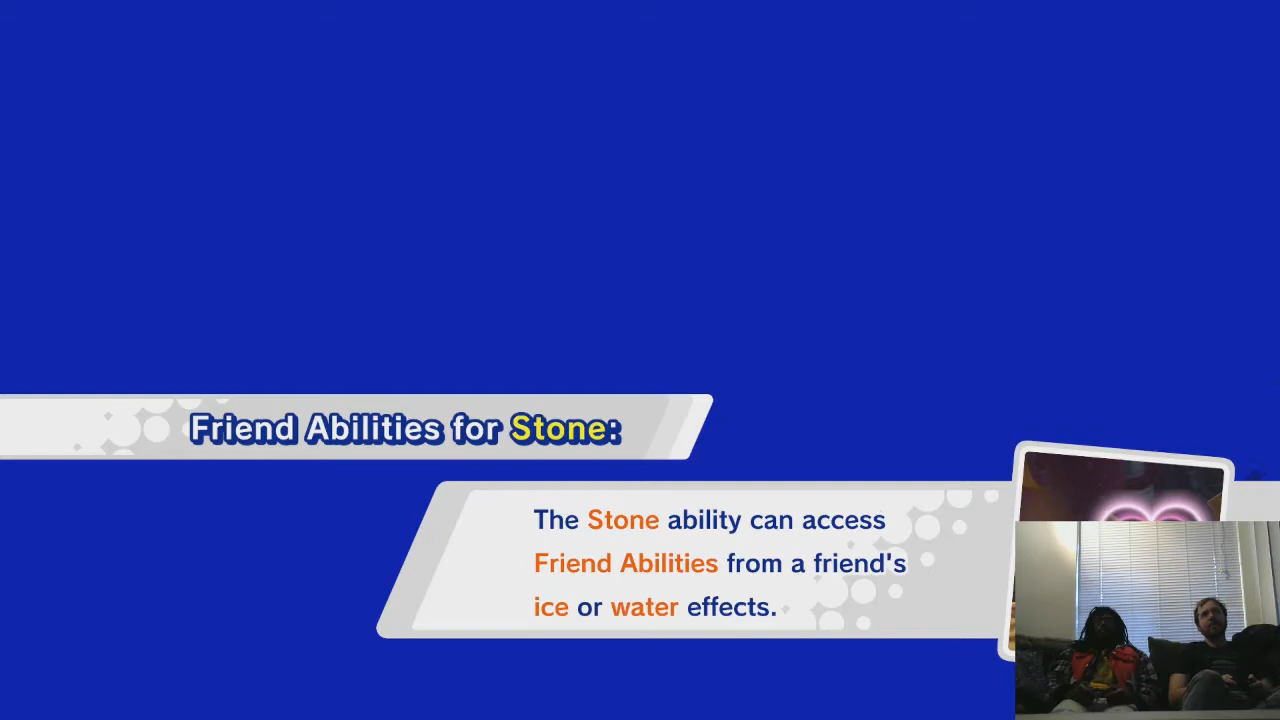 Friend Abilities for Stone:
The Stone ability can access
Friend Abilities from a friend's
ice or water effects.